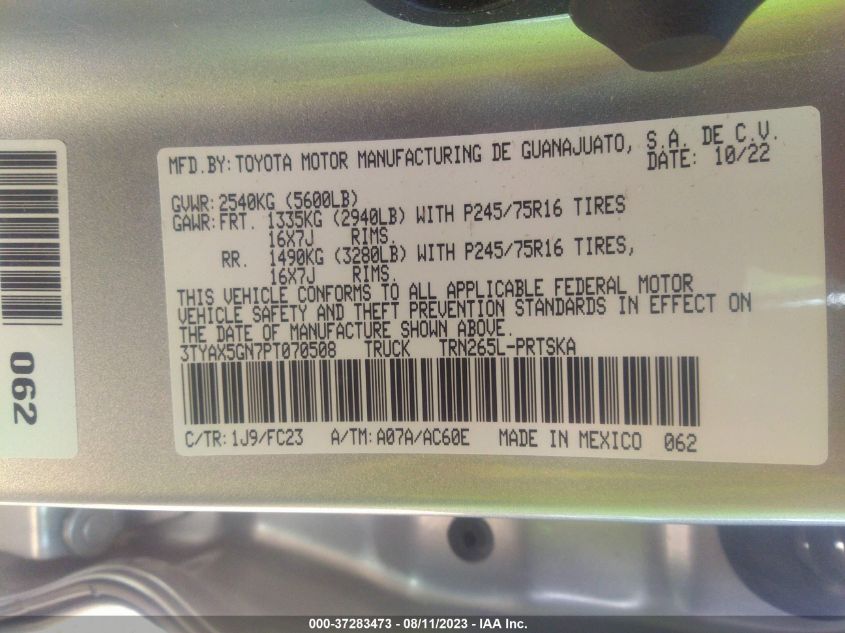 MFD.BY: TOYOTA MOTOR MANUFACTURING DE GUANAJUATO, S.A. DE C.V.
DATE: 10/22
GVWR: 2540KG (5600LB)
GAWR: FRT. 1335KG (2940LB) WITH P245/75R16 TIRES
16X7J RIMS.
RR. 1490KG (3280LB) WITH P245/75R16 TIRES,
16X7J RIMS.
THIS VEHICLE CONFORMS TO ALL APPLICABLE FEDERAL MOTOR
VEHICLE SAFETY AND THEFT PREVENTION STANDARDS IN EFFECT ON
THE DATE OF MANUFACTURE SHOWN ABOVE.
3TYAX5GN7PT070508 TRUCK TRN265L-PRTSKA
C/TR: 1J9/FC23 A/TM: A07A/AC60E MADE IN MEXICO 062
062
000-37283473 - 08/11/2023 - IAA Inc.